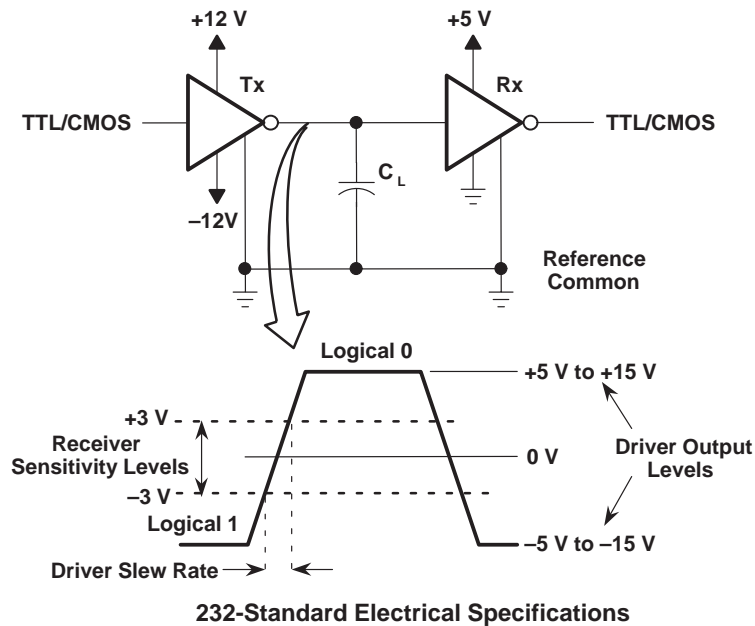 +12 V
+5 V
Tx
Rx
TTL/CMOS
TTL/CMOS
C L
–12V
Reference
Common
Logical 0
+5 V to +15 V
+3 V
Receiver
Sensitivity Levels
0 V
Driver Output
Levels
–3 V
Logical 1
–5 V to –15 V
Driver Slew Rate
232-Standard Electrical Specifications